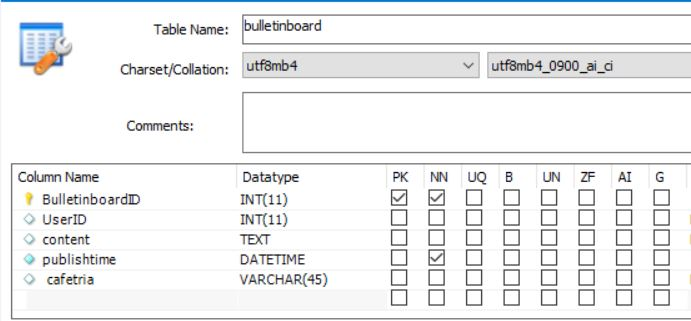 Table Name: bulletinboard
Charset/Collation: utf8mb4 utf8mb4_0900_ai_ci
Comments:
Column Name Datatype PK NN UQ B UN ZF AI G
BulletinboardID INT(11)
UserID INT(11)
content TEXT
publishtime DATETIME
cafetria VARCHAR(45)